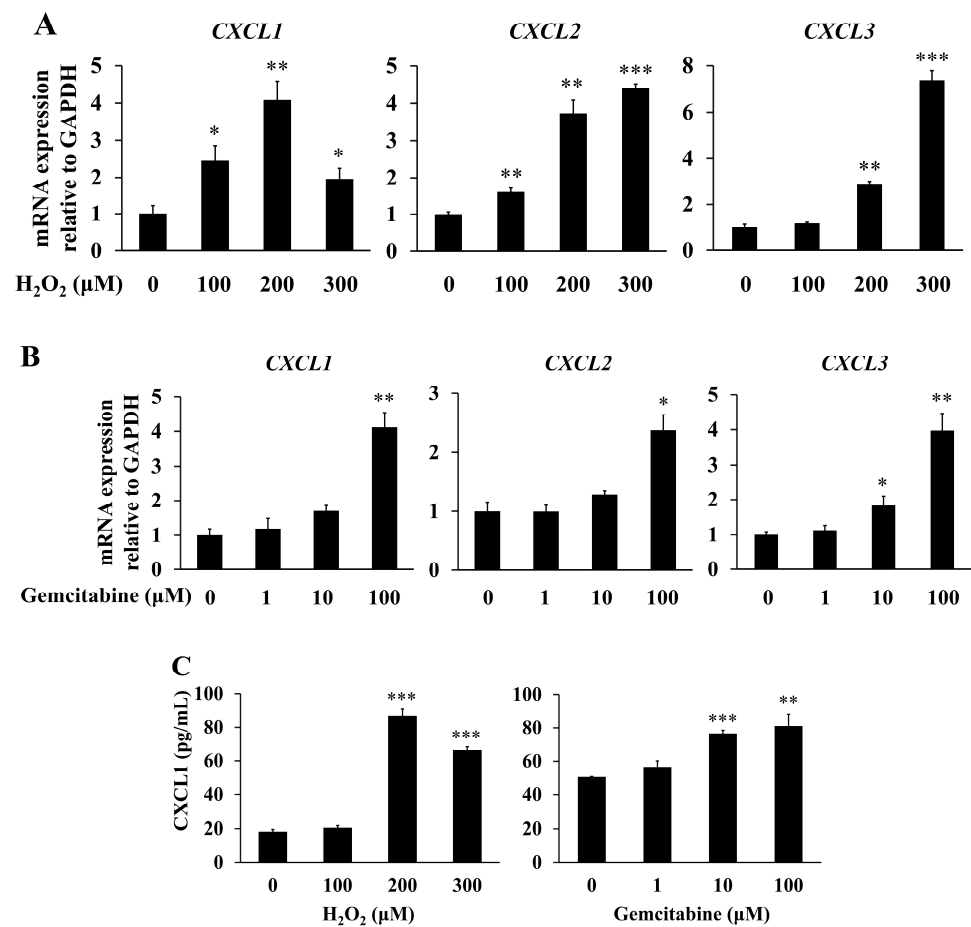 A
CXCL1 CXCL2 CXCL3
mRNA expression
relative to GAPDH
5 4 3 2 1 0
* ** *
5 4 3 2 1 0
** ** ***
8 6 4 2 0
** ***
H₂O₂ (μM) 0 100 200 300 0 100 200 300 0 100 200 300
B
CXCL1 CXCL2 CXCL3
mRNA expression
relative to GAPDH
5 4 3 2 1 0
**
3 2 1 0
*
5 4 3 2 1 0
* **
Gemcitabine (μM) 0 1 10 100 0 1 10 100 0 1 10 100
C
CXCL1 (pg/mL)
100 80 60 40 20 0
*** ***
0 100 200 300
H₂O₂ (μM)
100 80 60 40 20 0
*** **
0 1 10 100
Gemcitabine (μM)